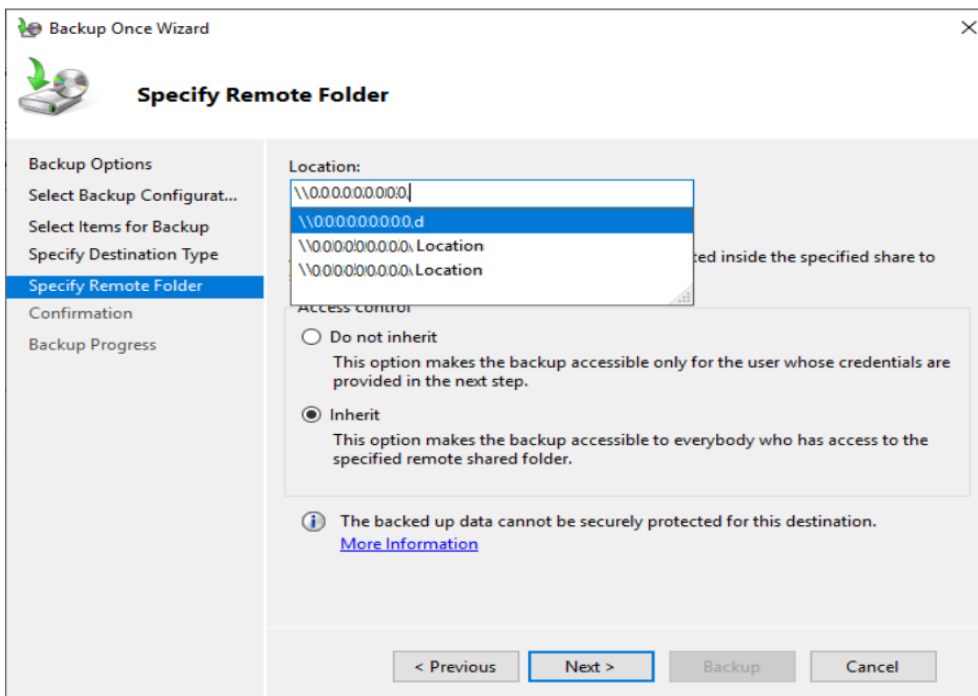 Backup Once Wizard
Specify Remote Folder
Backup Options
Select Backup Configurat...
Select Items for Backup
Specify Destination Type
Specify Remote Folder
Confirmation
Backup Progress
Location:
Location
Location
ted inside the specified share to
Access control
Do not inherit
This option makes the backup accessible only for the user whose credentials are
provided in the next step.
Inherit
This option makes the backup accessible to everybody who has access to the
specified remote shared folder.
The backed up data cannot be securely protected for this destination.
More Information
< Previous
Next >
Backup
Cancel